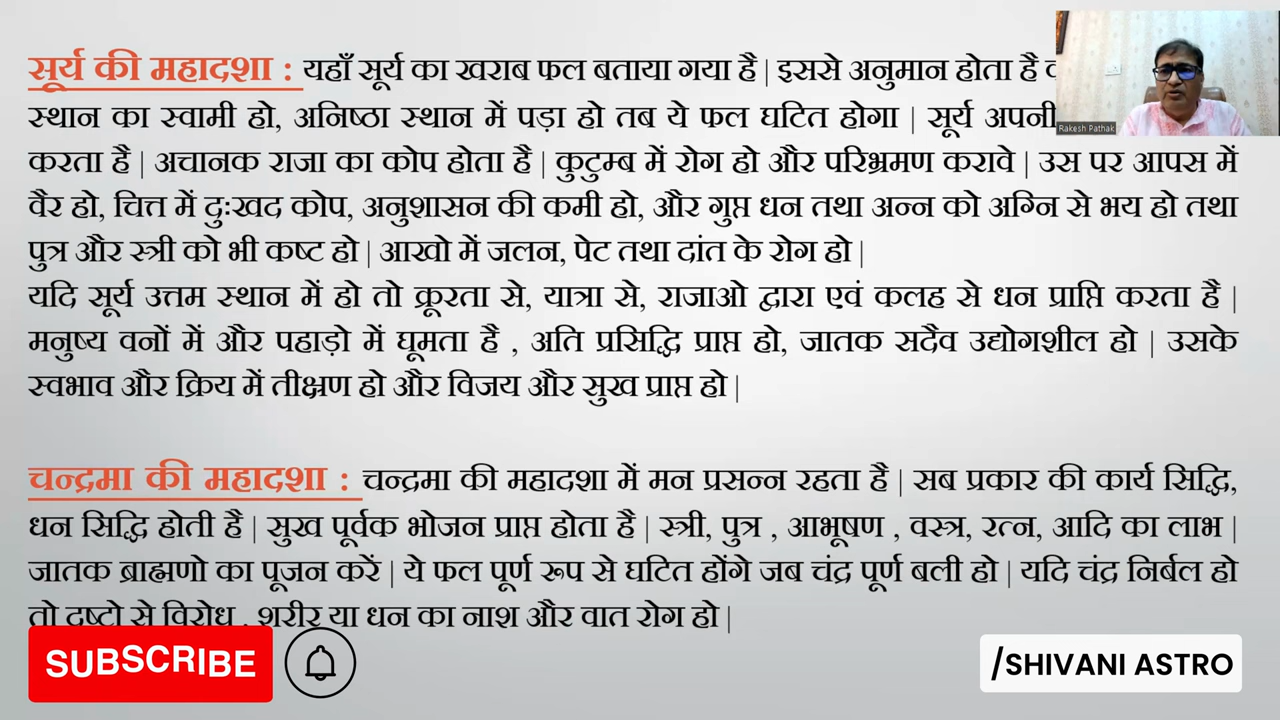 सूर्य की महादशा : यहाँ सूर्य का खराब फल बताया गया है | इससे अनुमान होता है
स्थान का स्वामी हो, अनिष्ठा स्थान में पड़ा हो तब ये फल घटित होगा | सूर्य अपनी
करता है | अचानक राजा का कोप होता है | कुटुम्ब में रोग हो और परिभ्रमण करावे | उस पर आपस में
वैर हो, चित्त में दुःखद कोप, अनुशासन की कमी हो, और गुप्त धन तथा अन्न को अग्नि से भय हो तथा
पुत्र और स्त्री को भी कष्ट हो | आखो में जलन, पेट तथा दांत के रोग हो |
यदि सूर्य उत्तम स्थान में हो तो क्रूरता से, यात्रा से, राजाओ द्वारा एवं कलह से धन प्राप्ति करता है |
मनुष्य वनों में और पहाड़ो में घूमता है , अति प्रसिद्धि प्राप्त हो, जातक सदैव उद्योगशील हो | उसके
स्वभाव और क्रिय में तीक्ष्णण हो और विजय और सुख प्राप्त हो |
चन्द्रमा की महादशा : चन्द्रमा की महादशा में मन प्रसन्न रहता है | सब प्रकार की कार्य सिद्धि,
धन सिद्धि होती है | सुख पूर्वक भोजन प्राप्त होता है | स्त्री, पुत्र , आभूषण , वस्त्र, रत्न, आदि का लाभ |
जातक ब्राह्मणो का पूजन करें | ये फल पूर्ण रूप से घटित होंगे जब चंद्र पूर्ण बली हो | यदि चंद्र निर्बल हो
तो दुष्टो से विरोध , शरीर या धन का नाश और वात रोग हो |
Rakesh Pathak
SUBSCRIBE
/SHIVANI ASTRO